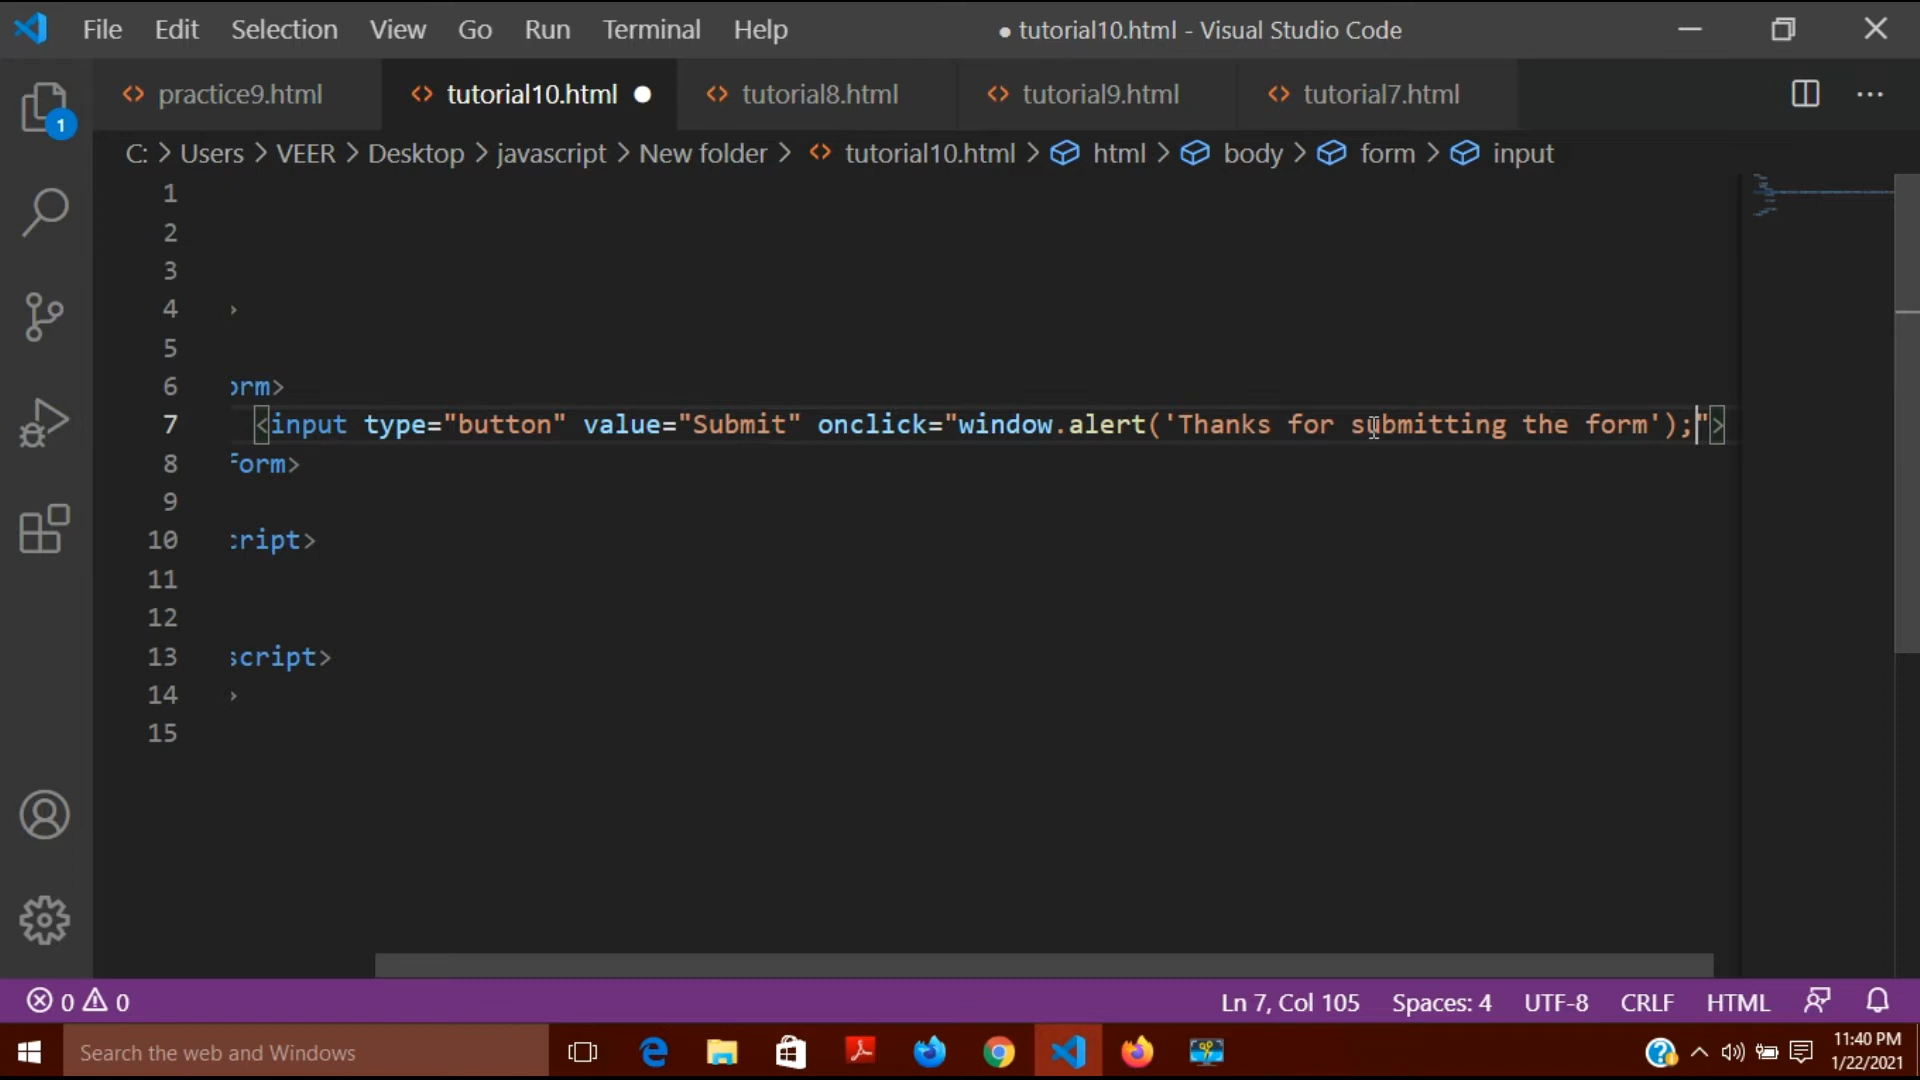 File Edit Selection View Go Run Terminal Help ● tutorial10.html - Visual Studio Code
practice9.html tutorial10.html tutorial8.html tutorial9.html tutorial7.html
C: > Users > VEER > Desktop > javascript > New folder > tutorial10.html > html > body > form > input
1
1
2
3
4 >
5
6 orm>
7 <input type="button" value="Submit" onclick="window.alert('Thanks for submitting the form');">
8 form>
9
10 cript>
11
12
13 script>
14 >
15
0 0 Ln 7, Col 105 Spaces: 4 UTF-8 CRLF HTML
Search the web and Windows
11:40 PM
1/22/2021